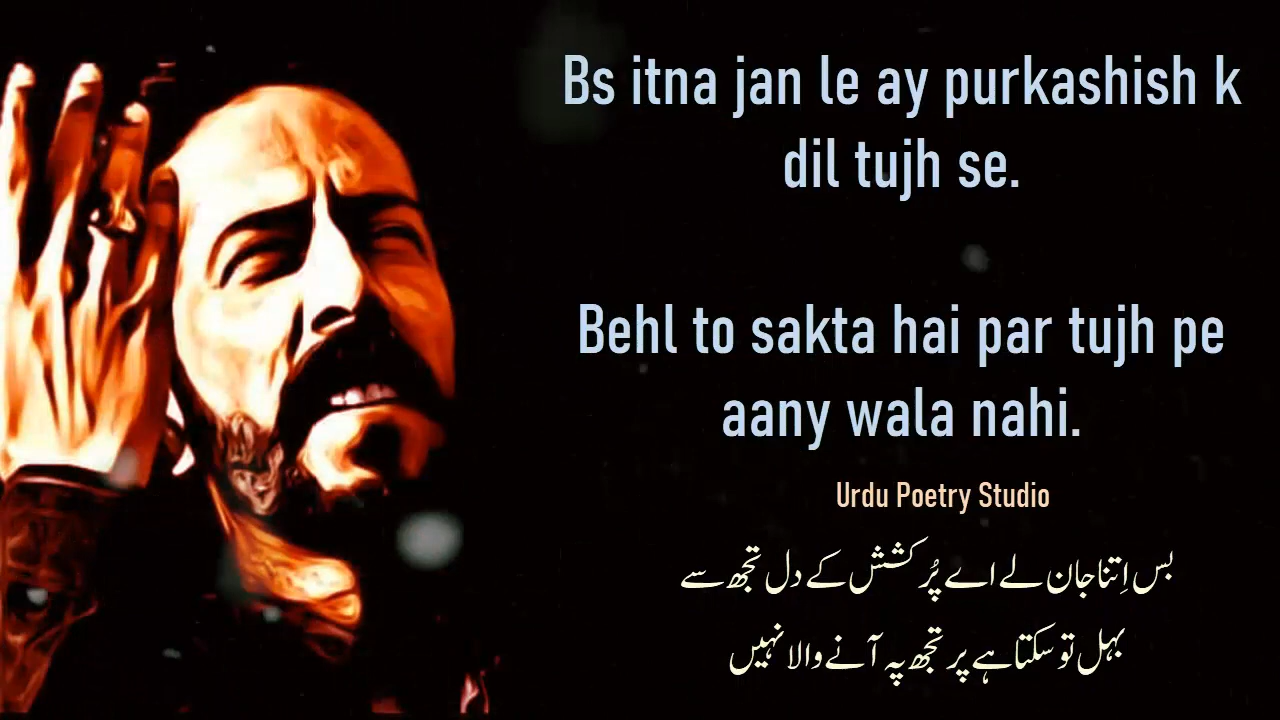 Bs itna jan le ay purkashish k
dil tujh se.
Behl to sakta hai par tujh pe
aany wala nahi.
Urdu Poetry Studio
بس اِتنا جان لے اے پُر کشش کے دل تجھ سے
بہل تو سکتا ہے پر تجھ پہ آنے والا نہیں